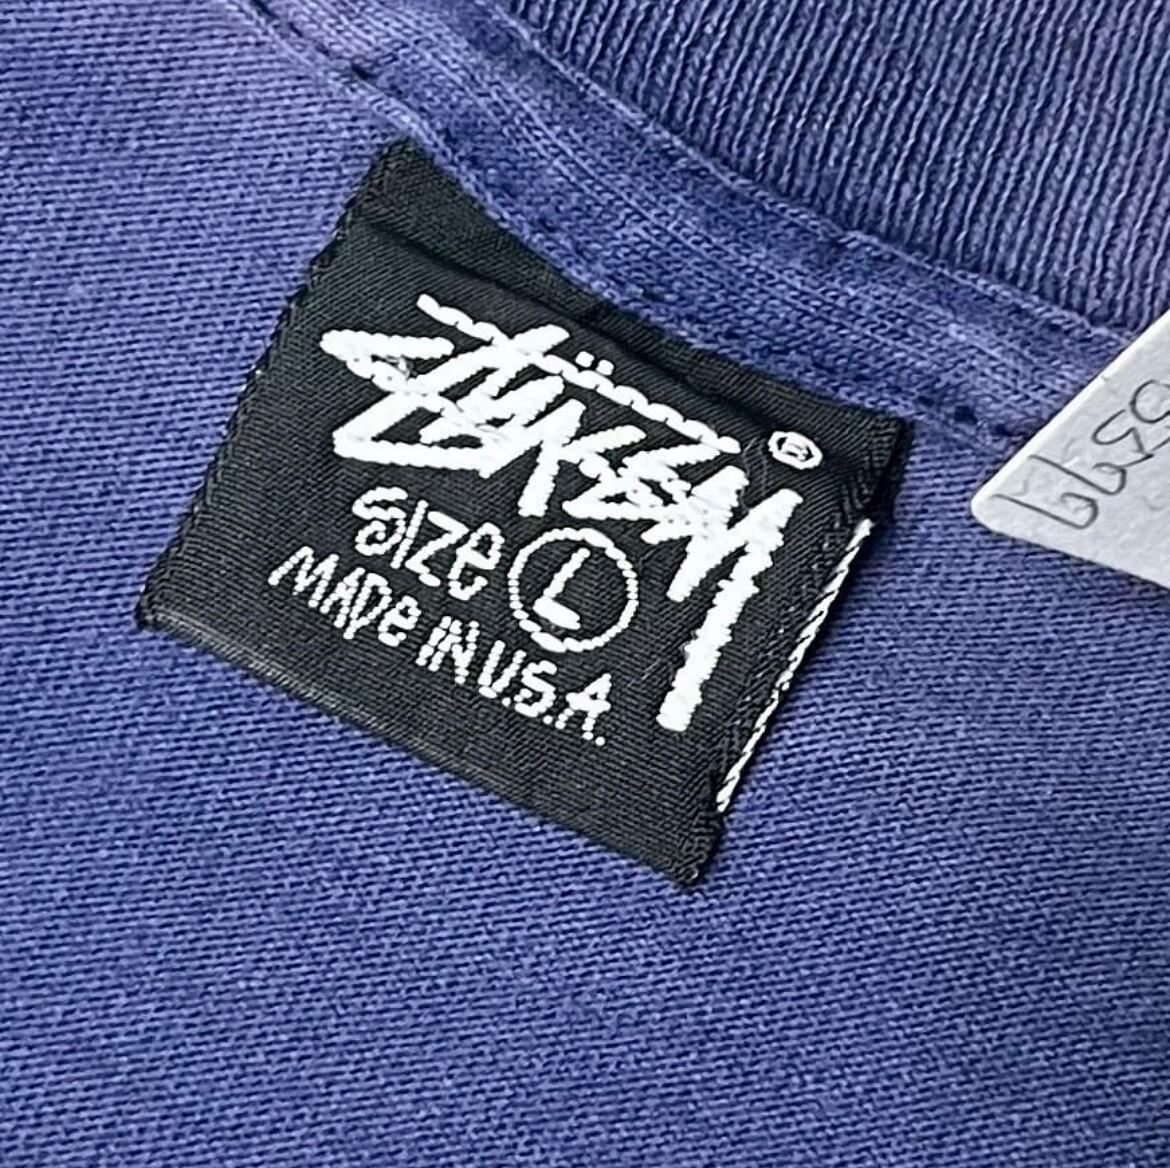 Stüssy ®
Size L
Made in U.S.A.